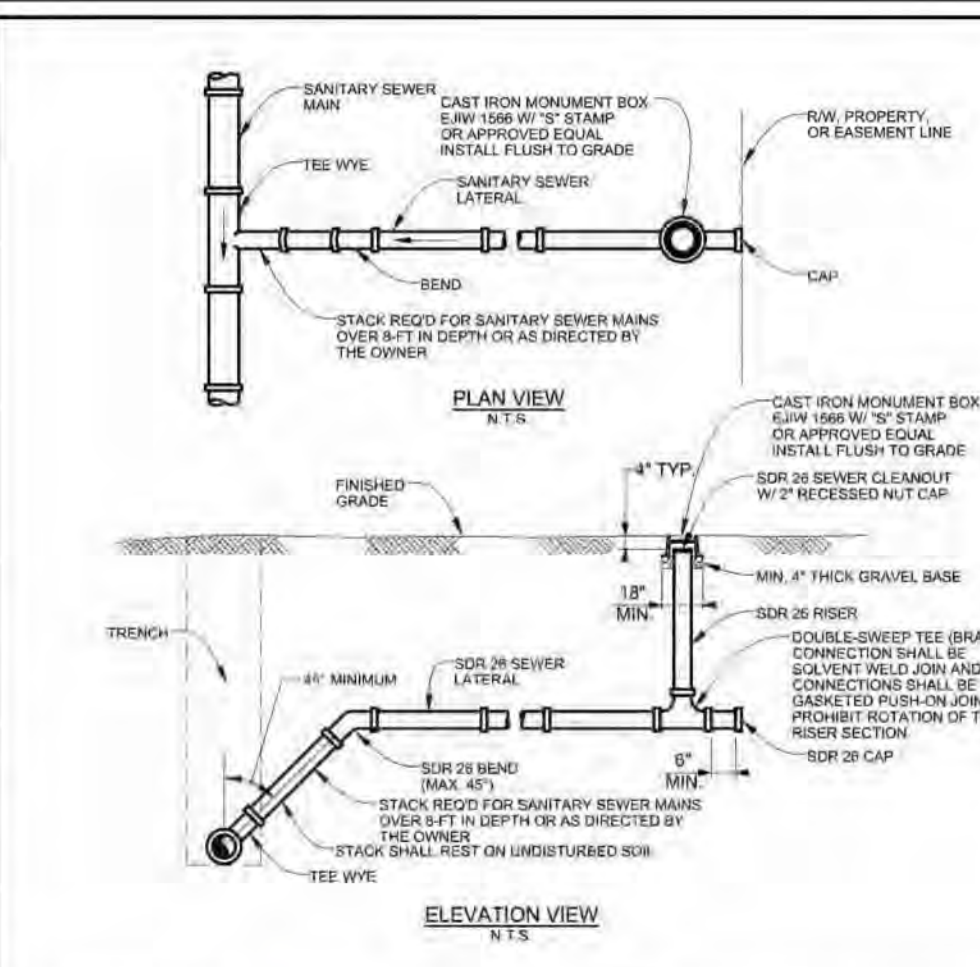 SANITARY SEWER
MAIN
CAST IRON MONUMENT BOX
EJIW 1566 W/ "S" STAMP
OR APPROVED EQUAL
INSTALL FLUSH TO GRADE
R/W, PROPERTY,
OR EASEMENT LINE
TEE WYE
SANITARY SEWER
LATERAL
BEND
CAP
STACK REQ'D FOR SANITARY SEWER MAINS
OVER 8-FT IN DEPTH OR AS DIRECTED BY
THE OWNER
PLAN VIEW
N.T.S.
CAST IRON MONUMENT BOX
EJIW 1566 W/ "S" STAMP
OR APPROVED EQUAL
INSTALL FLUSH TO GRADE
4" TYP.
SDR 26 SEWER CLEANOUT
W/ 2" RECESSED NUT CAP
FINISHED
GRADE
MIN. 4" THICK GRAVEL BASE
18"
MIN.
SDR 26 RISER
TRENCH
DOUBLE-SWEEP TEE (BRA
CONNECTION SHALL BE
SOLVENT WELD JOIN AND
CONNECTIONS SHALL BE
GASKETED PUSH-ON JOIN
PROHIBIT ROTATION OF T
RISER SECTION
SDR 26 SEWER
LATERAL
MINIMUM
SDR 26 BEND
(MAX. 45°)
6"
MIN.
SDR 26 CAP
STACK REQ'D FOR SANITARY SEWER MAINS
OVER 8-FT IN DEPTH OR AS DIRECTED BY
THE OWNER
STACK SHALL REST ON UNDISTURBED SOIL
TEE WYE
ELEVATION VIEW
N.T.S.